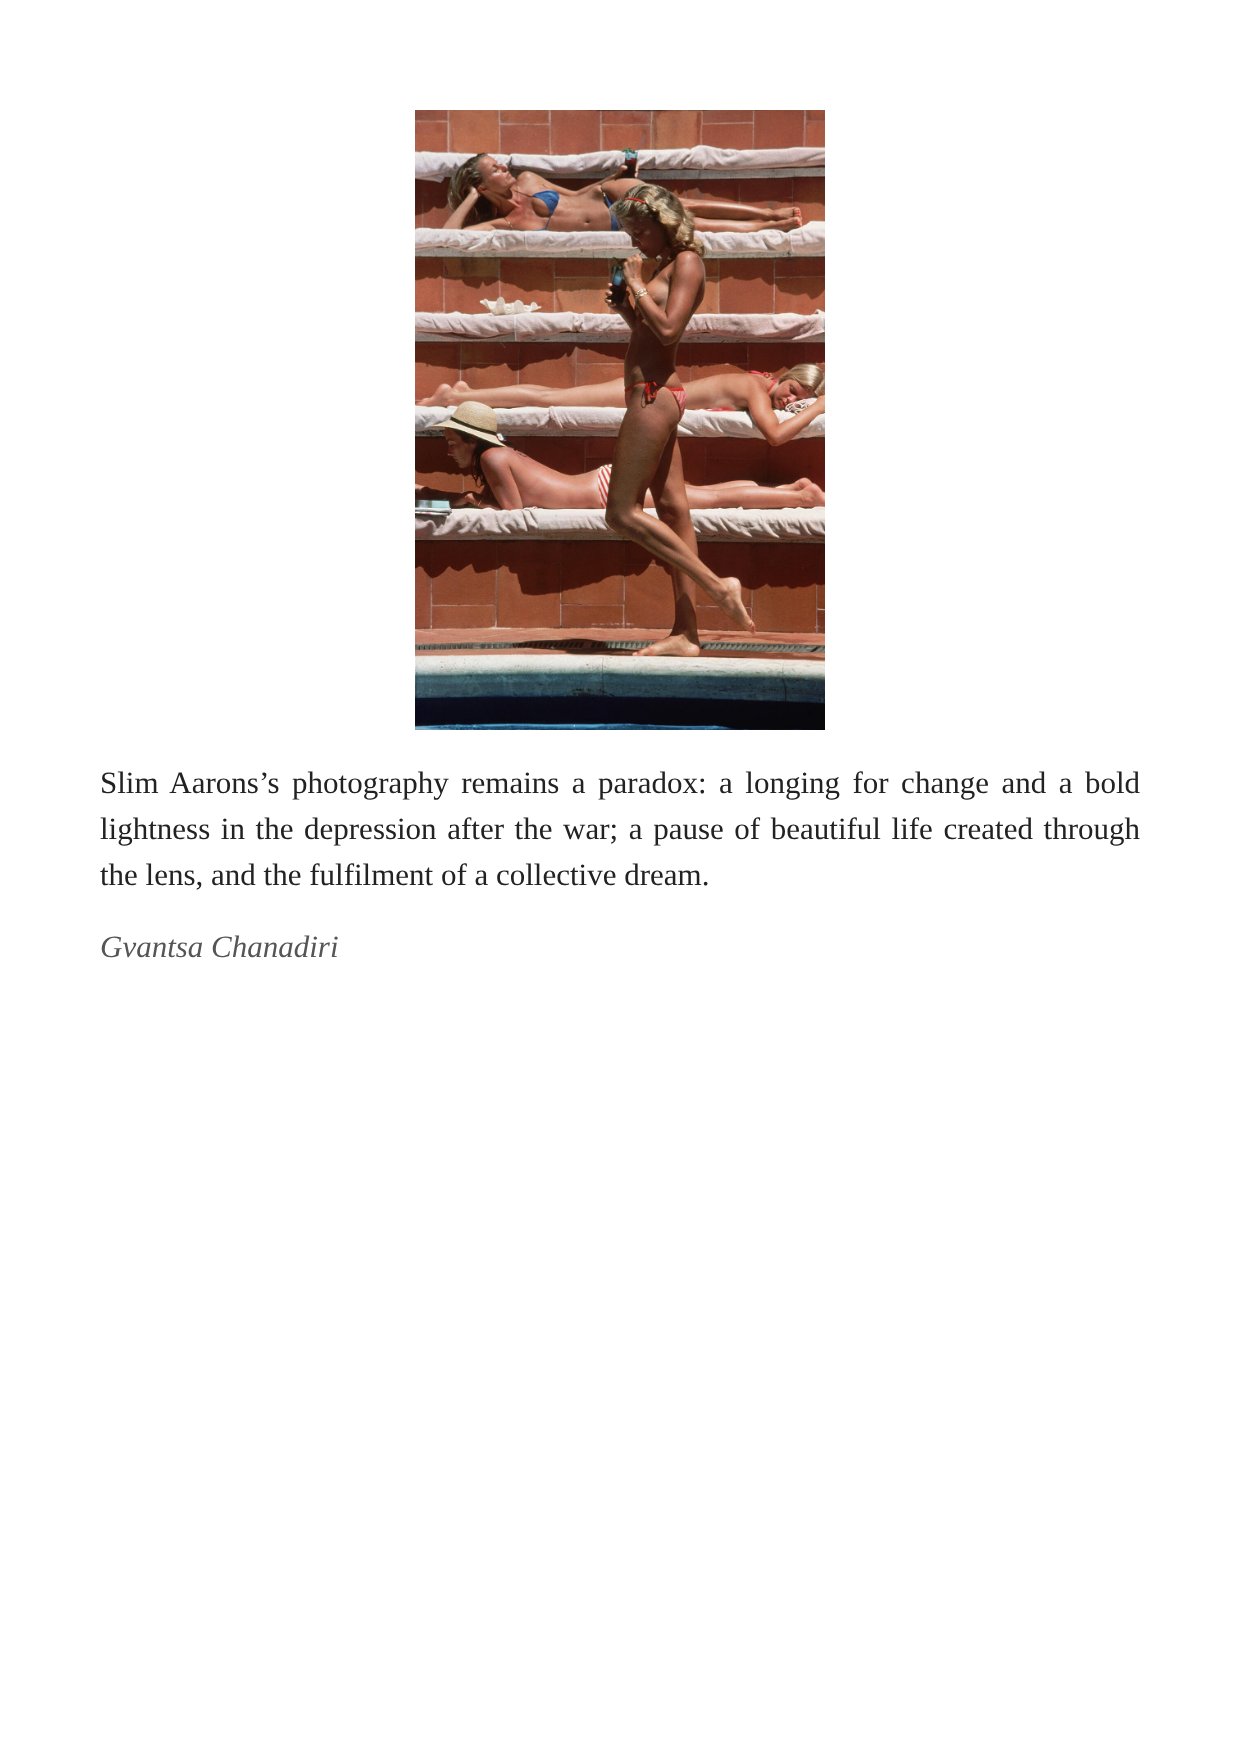 Slim Aarons’s photography remains a paradox: a longing for change and a bold
lightness in the depression after the war; a pause of beautiful life created through
the lens, and the fulfilment of a collective dream.
Gvantsa Chanadiri